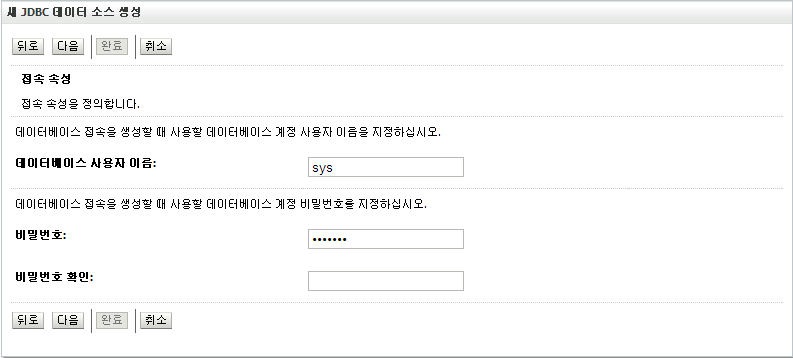 새 JDBC 데이터 소스 생성
뒤로 다음 완료 취소
접속 속성
접속 속성을 정의합니다.
데이터베이스 접속을 생성할 때 사용할 데이터베이스 계정 사용자 이름을 지정하십시오.
데이터베이스 사용자 이름: sys
데이터베이스 접속을 생성할 때 사용할 데이터베이스 계정 비밀번호를 지정하십시오.
비밀번호: •••••••
비밀번호 확인:
뒤로 다음 완료 취소